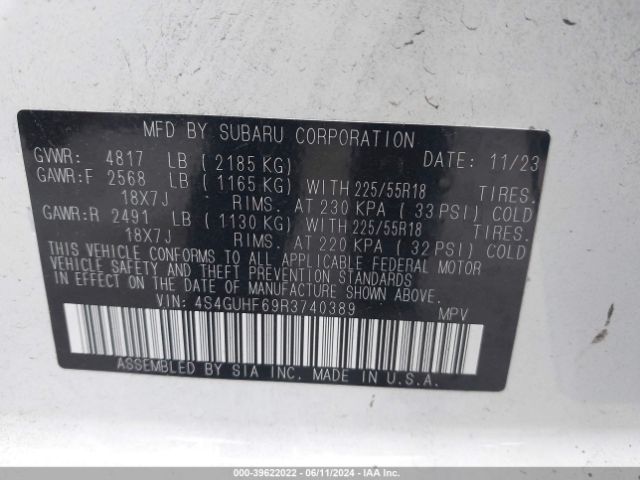 MFD BY SUBARU CORPORATION
GVWR: 4817 LB ( 2185 KG) DATE: 11/23
GAWR:F 2568 LB ( 1165 KG) WITH 225/55R18 TIRES.
18X7J RIMS. AT 230 KPA ( 33 PSI) COLD
GAWR:R 2491 LB ( 1130 KG) WITH 225/55R18 TIRES.
18X7J RIMS. AT 220 KPA ( 32 PSI) COLD
THIS VEHICLE CONFORMS TO ALL APPLICABLE FEDERAL MOTOR
VEHICLE SAFETY AND THEFT PREVENTION STANDARDS
IN EFFECT ON THE DATE OF MANUFACTURE SHOWN ABOVE.
VIN: 4S4GUHF69R3740389 MPV
ASSEMBLED BY SIA INC. MADE IN U.S.A.
000-39622022 - 06/11/2024 - IAA Inc.